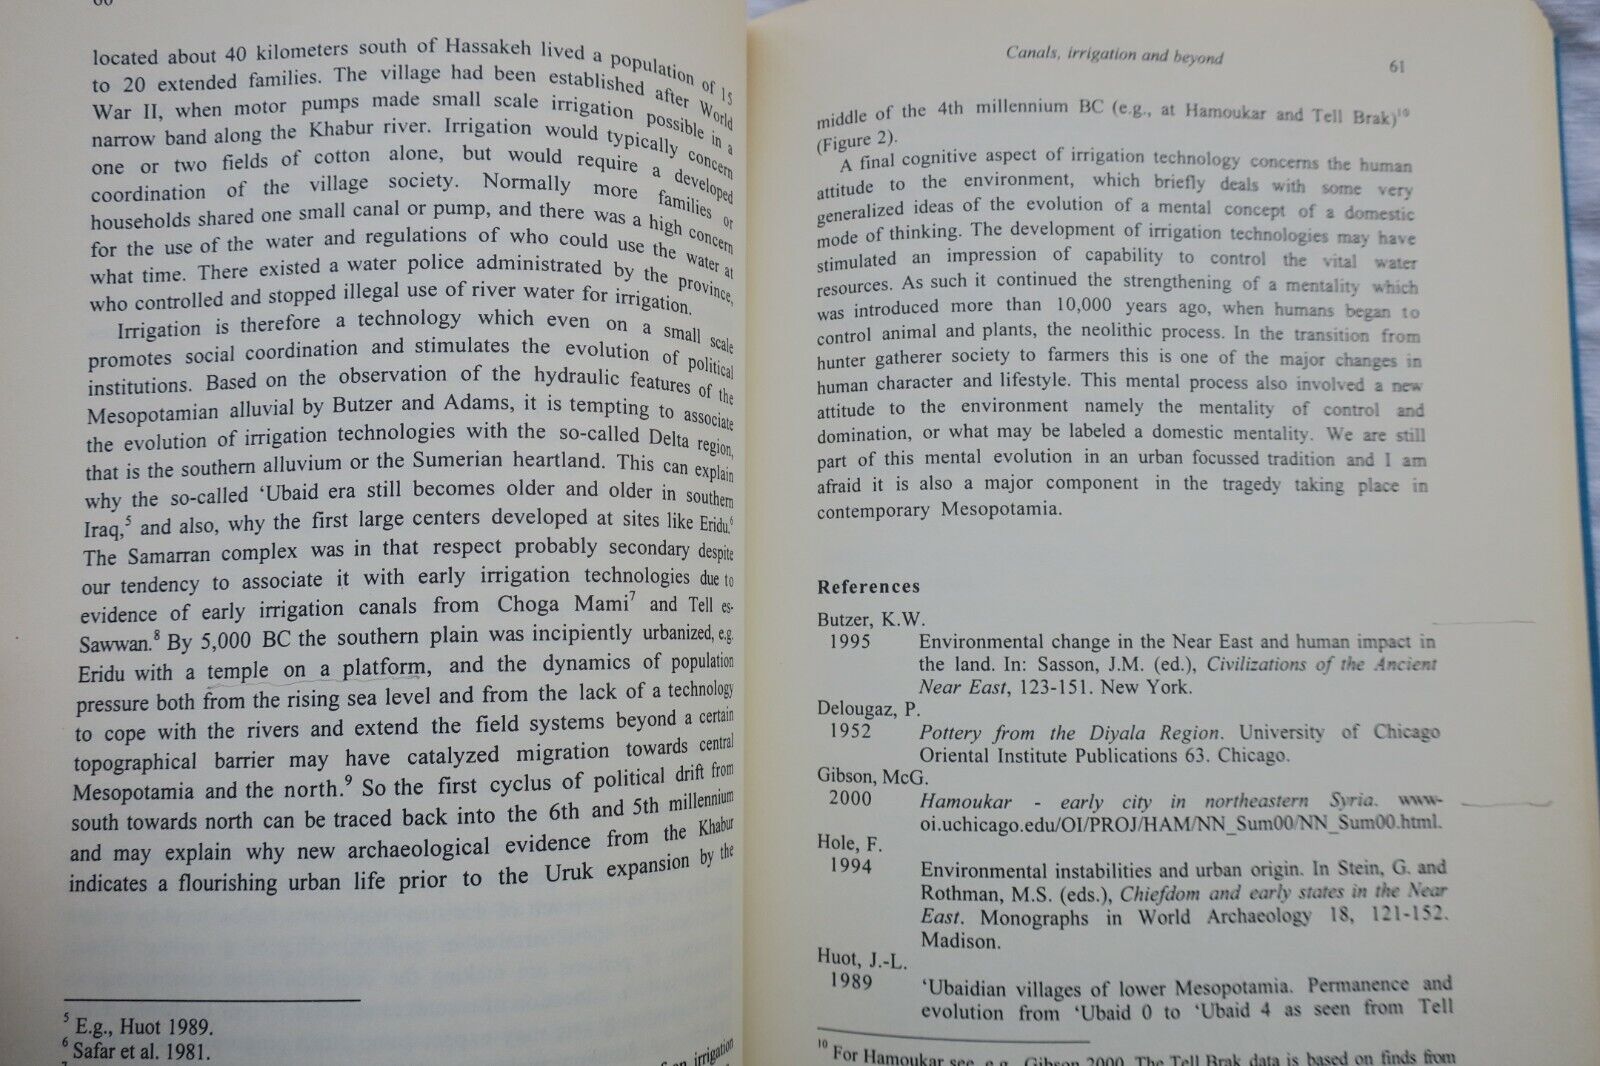 60
located about 40 kilometers south of Hassakeh lived a population of 15
to 20 extended families. The village had been established after World
War II, when motor pumps made small scale irrigation possible in a
narrow band along the Khabur river. Irrigation would typically concern
one or two fields of cotton alone, but would require a developed
coordination of the village society. Normally more families or
households shared one small canal or pump, and there was a high concern
for the use of the water and regulations of who could use the water at
what time. There existed a water police administrated by the province,
who controlled and stopped illegal use of river water for irrigation.
Irrigation is therefore a technology which even on a small scale
promotes social coordination and stimulates the evolution of political
institutions. Based on the observation of the hydraulic features of the
Mesopotamian alluvial by Butzer and Adams, it is tempting to associate
the evolution of irrigation technologies with the so-called Delta region,
that is the southern alluvium or the Sumerian heartland. This can explain
why the so-called ‘Ubaid era still becomes older and older in southern
Iraq,⁵ and also, why the first large centers developed at sites like Eridu.⁶
The Samarran complex was in that respect probably secondary despite
our tendency to associate it with early irrigation technologies due to
evidence of early irrigation canals from Choga Mami⁷ and Tell es-
Sawwan.⁸ By 5,000 BC the southern plain was incipiently urbanized, e.g.
Eridu with a temple on a platform, and the dynamics of population
pressure both from the rising sea level and from the lack of a technology
to cope with the rivers and extend the field systems beyond a certain
topographical barrier may have catalyzed migration towards central
Mesopotamia and the north.⁹ So the first cyclus of political drift from
south towards north can be traced back into the 6th and 5th millennium
and may explain why new archaeological evidence from the Khabur
indicates a flourishing urban life prior to the Uruk expansion by the
⁵ E.g., Huot 1989.
⁶ Safar et al. 1981.
irrigation
Canals, irrigation and beyond 61
middle of the 4th millennium BC (e.g., at Hamoukar and Tell Brak)¹⁰
(Figure 2).
A final cognitive aspect of irrigation technology concerns the human
attitude to the environment, which briefly deals with some very
generalized ideas of the evolution of a mental concept of a domestic
mode of thinking. The development of irrigation technologies may have
stimulated an impression of capability to control the vital water
resources. As such it continued the strengthening of a mentality which
was introduced more than 10,000 years ago, when humans began to
control animal and plants, the neolithic process. In the transition from
hunter gatherer society to farmers this is one of the major changes in
human character and lifestyle. This mental process also involved a new
attitude to the environment namely the mentality of control and
domination, or what may be labeled a domestic mentality. We are still
part of this mental evolution in an urban focussed tradition and I am
afraid it is also a major component in the tragedy taking place in
contemporary Mesopotamia.
References
Butzer, K.W.
1995 Environmental change in the Near East and human impact in
the land. In: Sasson, J.M. (ed.), Civilizations of the Ancient
Near East, 123-151. New York.
Delougaz, P.
1952 Pottery from the Diyala Region. University of Chicago
Oriental Institute Publications 63. Chicago.
Gibson, McG.
2000 Hamoukar - early city in northeastern Syria. www-
oi.uchicago.edu/OI/PROJ/HAM/NN_Sum00/NN_Sum00.html.
Hole, F.
1994 Environmental instabilities and urban origin. In Stein, G. and
Rothman, M.S. (eds.), Chiefdom and early states in the Near
East. Monographs in World Archaeology 18, 121-152.
Madison.
Huot, J.-L.
1989 ‘Ubaidian villages of lower Mesopotamia. Permanence and
evolution from ‘Ubaid 0 to ‘Ubaid 4 as seen from Tell
¹⁰ For Hamoukar see, e.g., Gibson 2000. The Tell Brak data is based on finds from